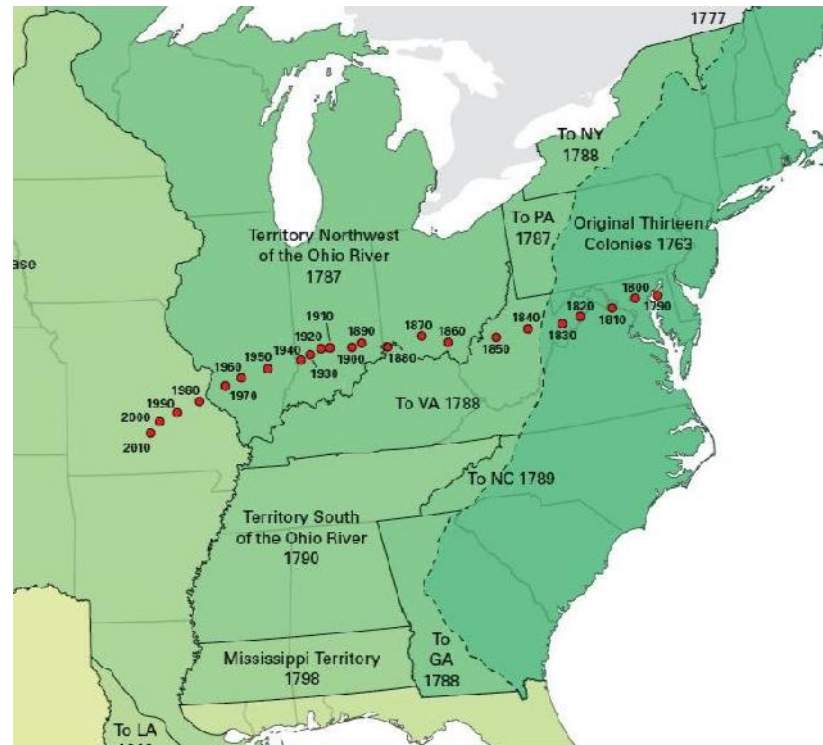 1777
To NY
1788
To PA
1787
Original Thirteen
Colonies 1763
Territory Northwest
of the Ohio River
1787
1800
1790
1820
1810
1840
1830
1910
1920
1890
1870
1860
1850
1940
1900
1880
1930
1950
1960
1970
1980
1990
2000
2010
To VA 1788
To NC 1789
Territory South
of the Ohio River
1790
To
GA
1788
Mississippi Territory
1798
To LA